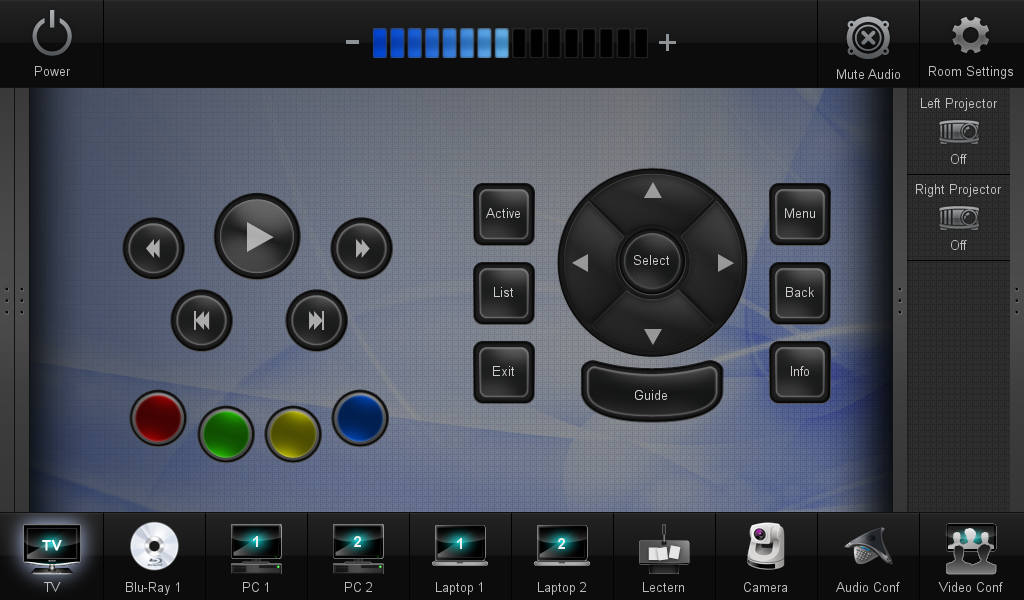 Power
-
+
Mute Audio
Room Settings
Left Projector
Off
Right Projector
Off
Active
List
Exit
Select
Guide
Menu
Back
Info
TV
TV
Blu-Ray 1
1
PC 1
2
PC 2
1
Laptop 1
2
Laptop 2
Lectern
Camera
Audio Conf
Video Conf